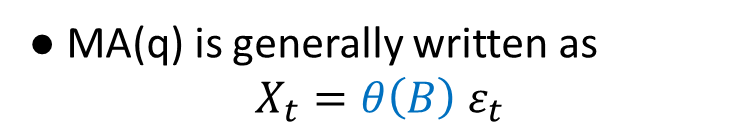 ● MA(q) is generally written as
Xₜ = θ(B) εₜ